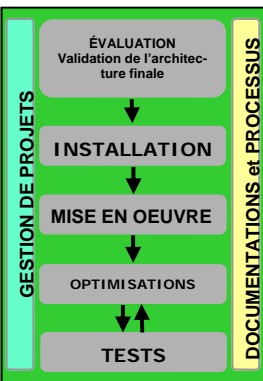 GESTION DE PROJETS
ÉVALUATION
Validation de l'architec-
ture finale
INSTALLATION
MISE EN OEUVRE
OPTIMISATIONS
TESTS
DOCUMENTATIONS et PROCESSUS